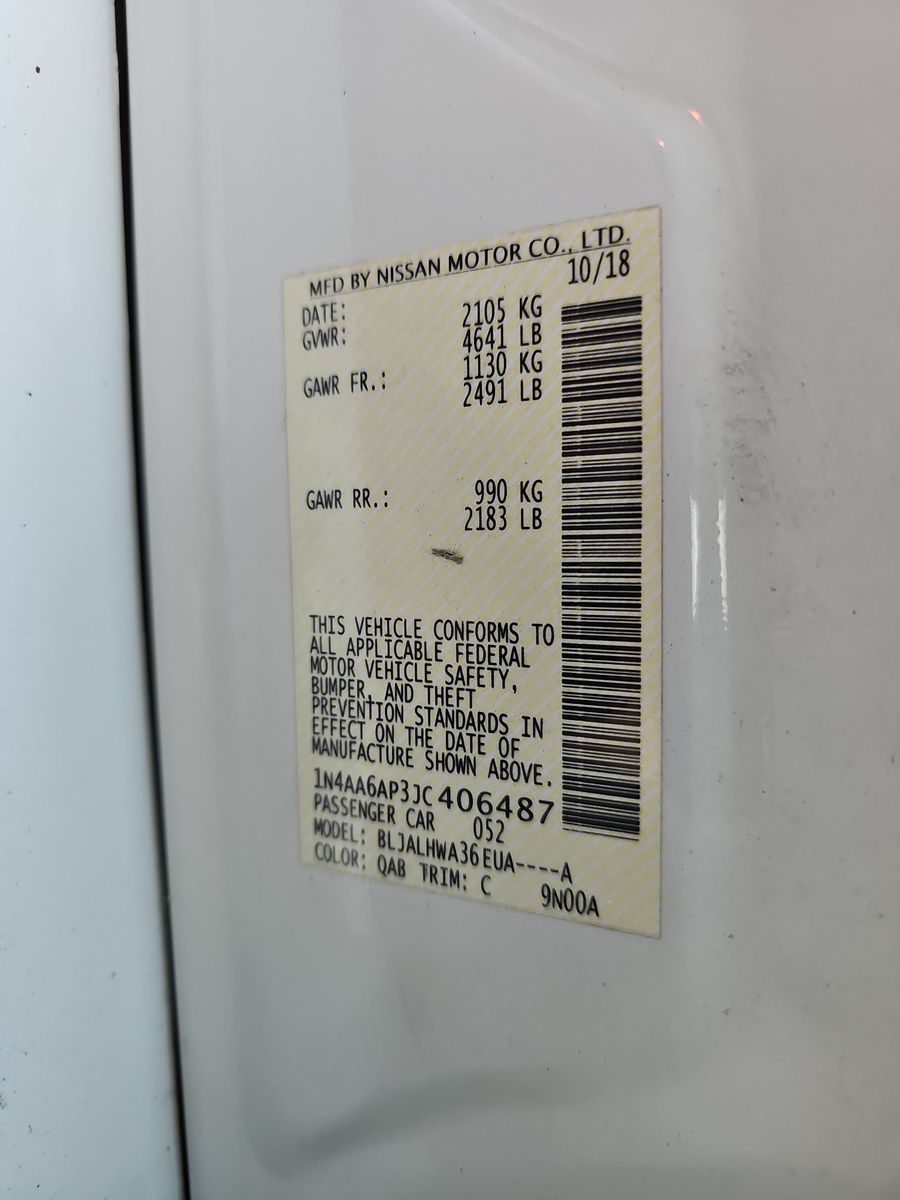 MFD BY NISSAN MOTOR CO., LTD.
DATE: 10/18
GVWR: 2105 KG
4641 LB
GAWR FR.: 1130 KG
2491 LB
GAWR RR.: 990 KG
2183 LB
THIS VEHICLE CONFORMS TO
ALL APPLICABLE FEDERAL
MOTOR VEHICLE SAFETY,
BUMPER, AND THEFT
PREVENTION STANDARDS IN
EFFECT ON THE DATE OF
MANUFACTURE SHOWN ABOVE.
1N4AA6AP3JC406487
PASSENGER CAR 052
MODEL: BLJALHWA36EUA----A
COLOR: QAB TRIM: C 9N00A